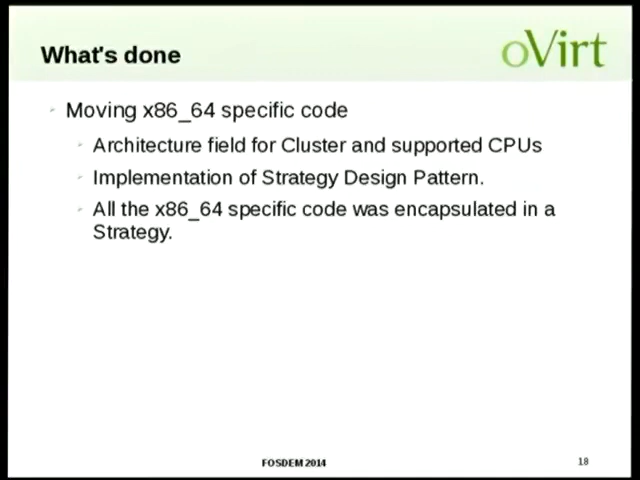 What's done
oVirt
Moving x86_64 specific code
Architecture field for Cluster and supported CPUs
Implementation of Strategy Design Pattern.
All the x86_64 specific code was encapsulated in a
Strategy.
FOSDEM 2014
18